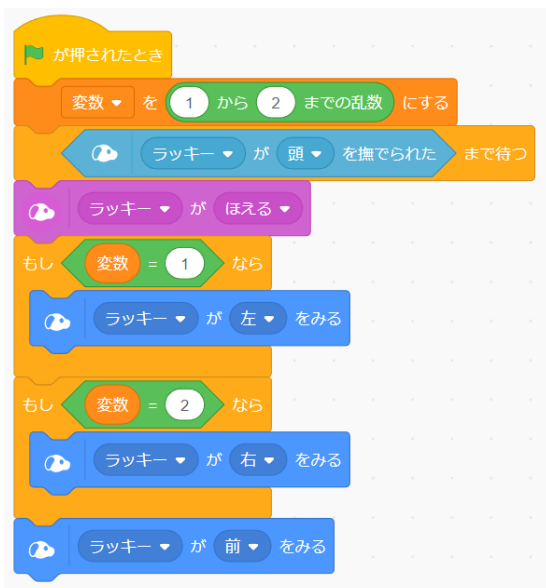 が押されたとき
変数 を 1 から 2 までの乱数 にする
ラッキー が 頭 を撫でられた まで待つ
ラッキー が ほえる
もし 変数 = 1 なら
ラッキー が 左 をみる
もし 変数 = 2 なら
ラッキー が 右 をみる
ラッキー が 前 をみる